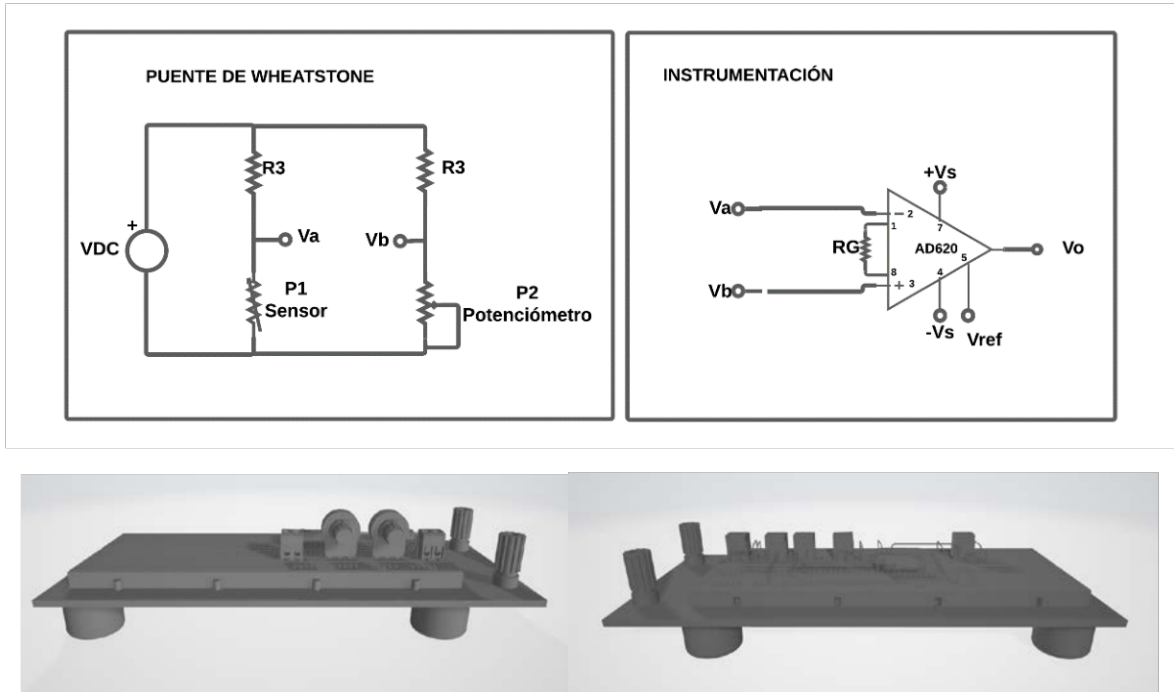 PUENTE DE WHEATSTONE
R3
R3
+
VDC
Va
Vb
P1
Sensor
P2
Potenciómetro
INSTRUMENTACIÓN
+Vs
Va
2
1
7
RG
AD620
5
Vo
8
4
Vb
+ 3
-Vs
Vref